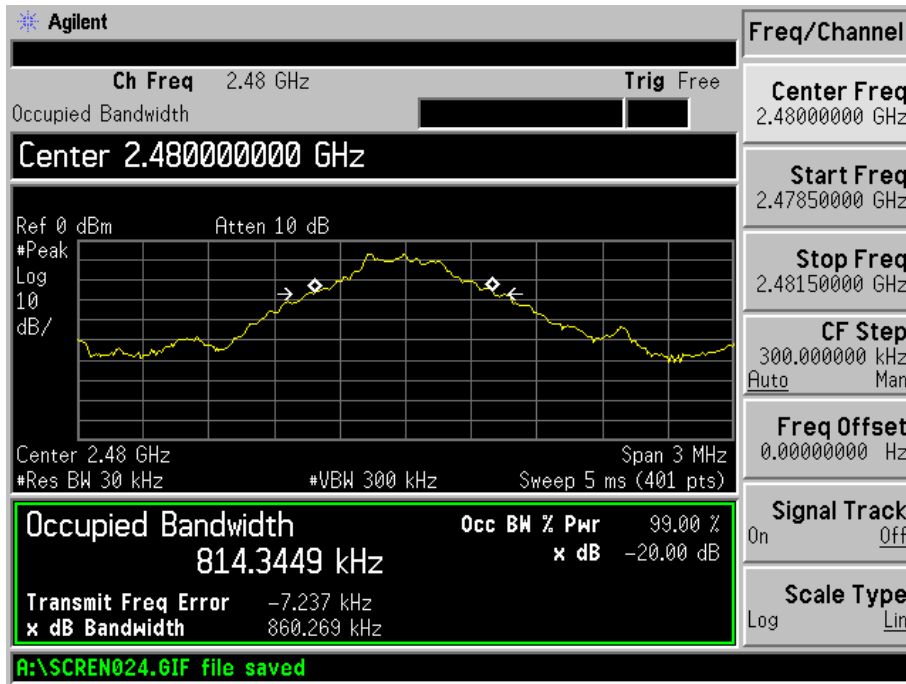 Agilent
Freq/Channel
Ch Freq 2.48 GHz Trig Free
Occupied Bandwidth
Center 2.480000000 GHz
Ref 0 dBm Atten 10 dB
#Peak
Log
10
dB/
Center 2.48 GHz Span 3 MHz
#Res BW 30 kHz #VBW 300 kHz Sweep 5 ms (401 pts)
Occupied Bandwidth Occ BW % Pwr 99.00 %
814.3449 kHz x dB -20.00 dB
Transmit Freq Error -7.237 kHz
x dB Bandwidth 860.269 kHz
A:\SCREN024.GIF file saved
Center Freq
2.48000000 GHz
Start Freq
2.47850000 GHz
Stop Freq
2.48150000 GHz
CF Step
300.000000 kHz
Auto Man
Freq Offset
0.00000000 Hz
Signal Track
On Off
Scale Type
Log Lin